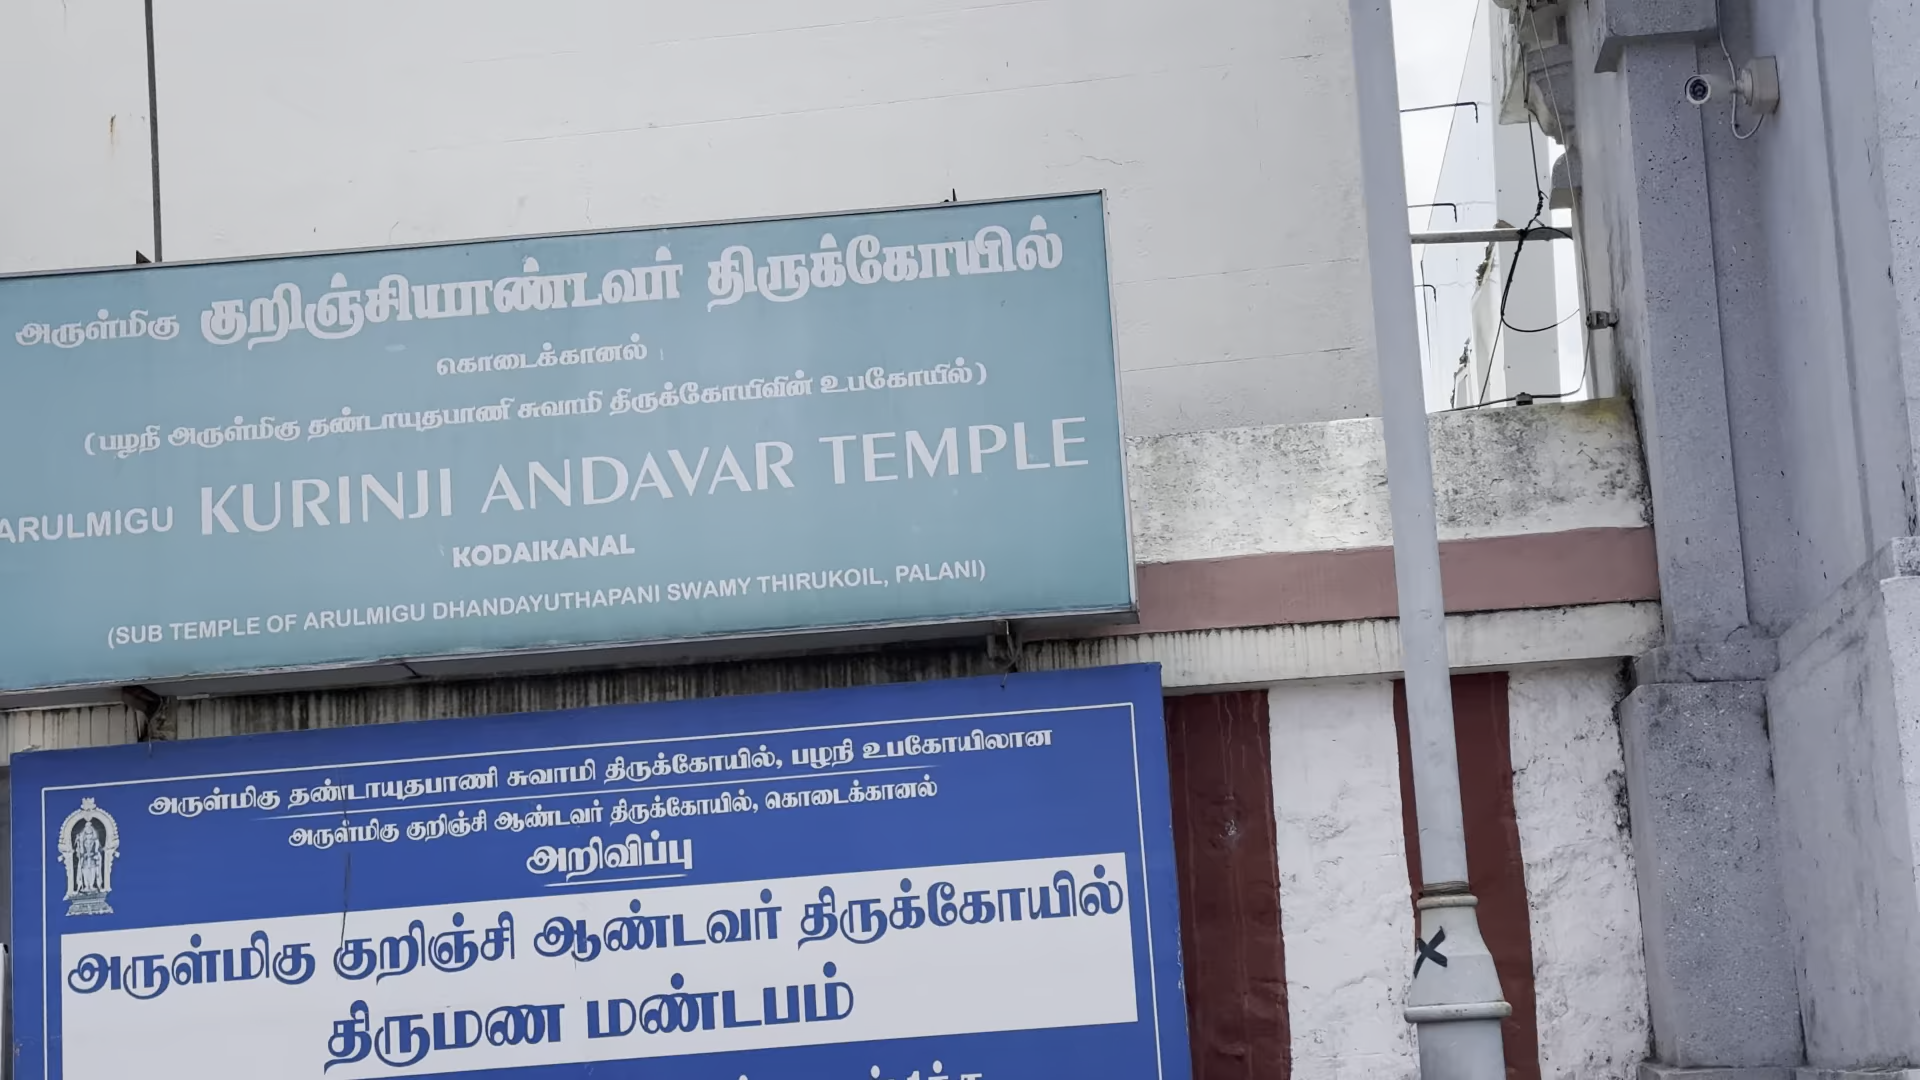 அருள்மிகு குறிஞ்சியாண்டவர் திருக்கோயில்
கொடைக்கானல்
(பழநி அருள்மிகு தண்டாயுதபாணி சுவாமி திருக்கோயிலின் உபகோயில்)
ARULMIGU KURINJI ANDAVAR TEMPLE
KODAIKANAL
(SUB TEMPLE OF ARULMIGU DHANDAYUTHAPANI SWAMY THIRUKOIL, PALANI)
அருள்மிகு தண்டாயுதபாணி சுவாமி திருக்கோயில், பழநி உபகோயிலான
அருள்மிகு குறிஞ்சி ஆண்டவர் திருக்கோயில், கொடைக்கானல்
அறிவிப்பு
அருள்மிகு குறிஞ்சி ஆண்டவர் திருக்கோயில்
திருமண மண்டபம்